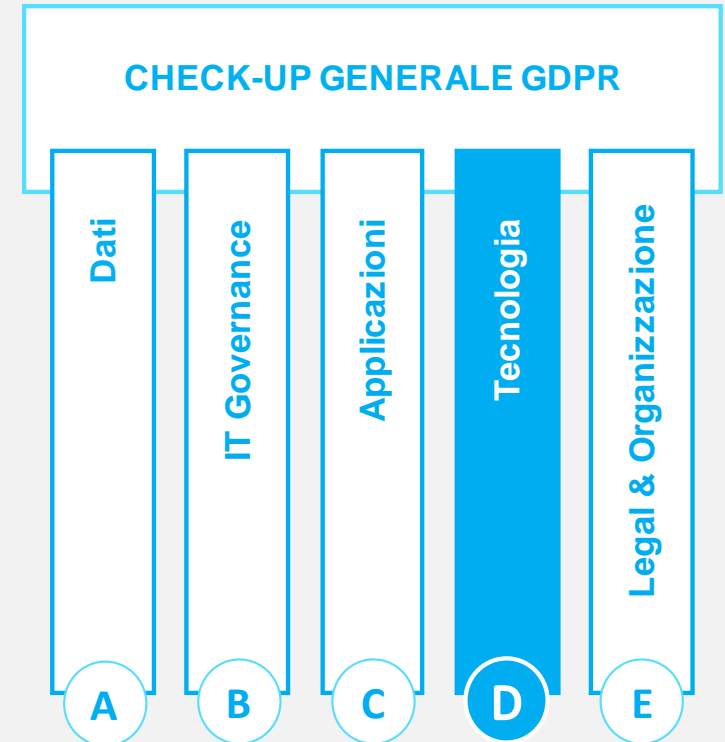 CHECK-UP GENERALE GDPR
Dati
IT Governance
Applicazioni
Tecnologia
Legal & Organizzazione
A
B
C
D
E